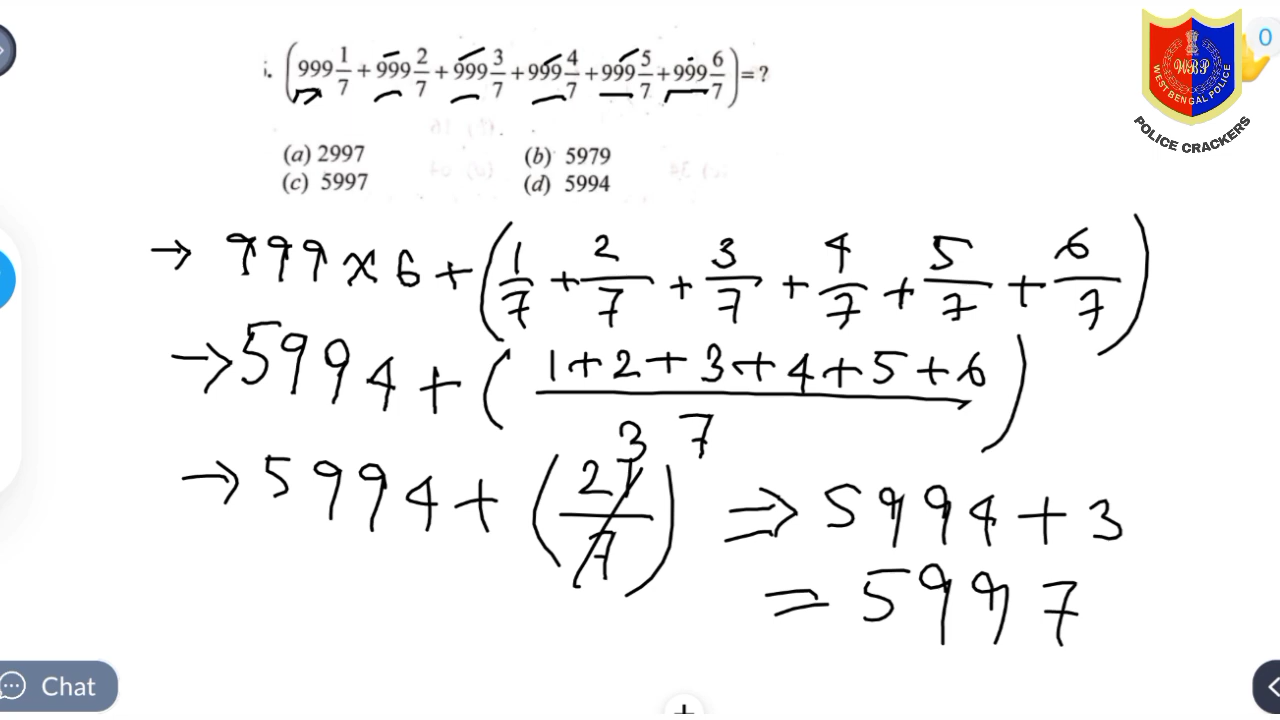 i. (999 1/7 + 999 2/7 + 999 3/7 + 999 4/7 + 999 5/7 + 999 6/7) = ?
(a) 2997 (b) 5979
(c) 5997 (d) 5994
→ 999 × 6 + (1/7 + 2/7 + 3/7 + 4/7 + 5/7 + 6/7)
→ 5994 + (1+2+3+4+5+6 / 7)
→ 5994 + (21/7) 3 ⇒ 5994 + 3
= 5997
WBP
WEST BENGAL POLICE
POLICE CRACKERS
0
Chat